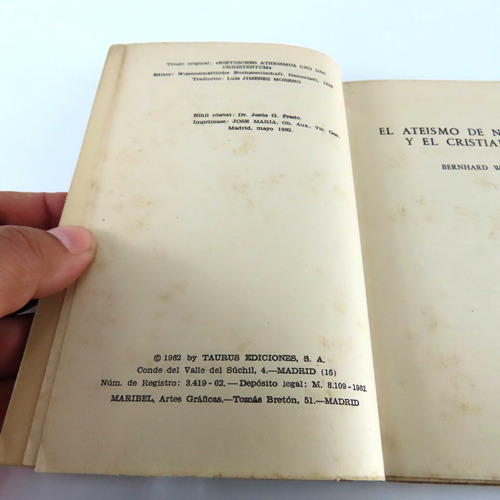 Título original: «NIETZSCHES ATHEISMUS UND DAS
CHRISTENTUM»
Editor: Wissenschaftliche Buchgesellschaft, Darmstadt,
Traductor: Luis JIMENEZ MORENO
Nihil obstat: Dr. Jesús G. Prado.
Imprimase: JOSE MARIA, Ob. Aux. Vic. Gral.
Madrid, mayo 1962.
© 1962 by TAURUS EDICIONES, S. A.
Conde del Valle del Súchil, 4.—MADRID (15)
Núm. de Registro: 3.419-62.—Depósito legal: M. 8.109-1962
MARIBEL, Artes Gráficas.—Tomás Bretón, 51.—MADRID
EL ATEISMO DE N
Y EL CRISTIA
BERNHARD W